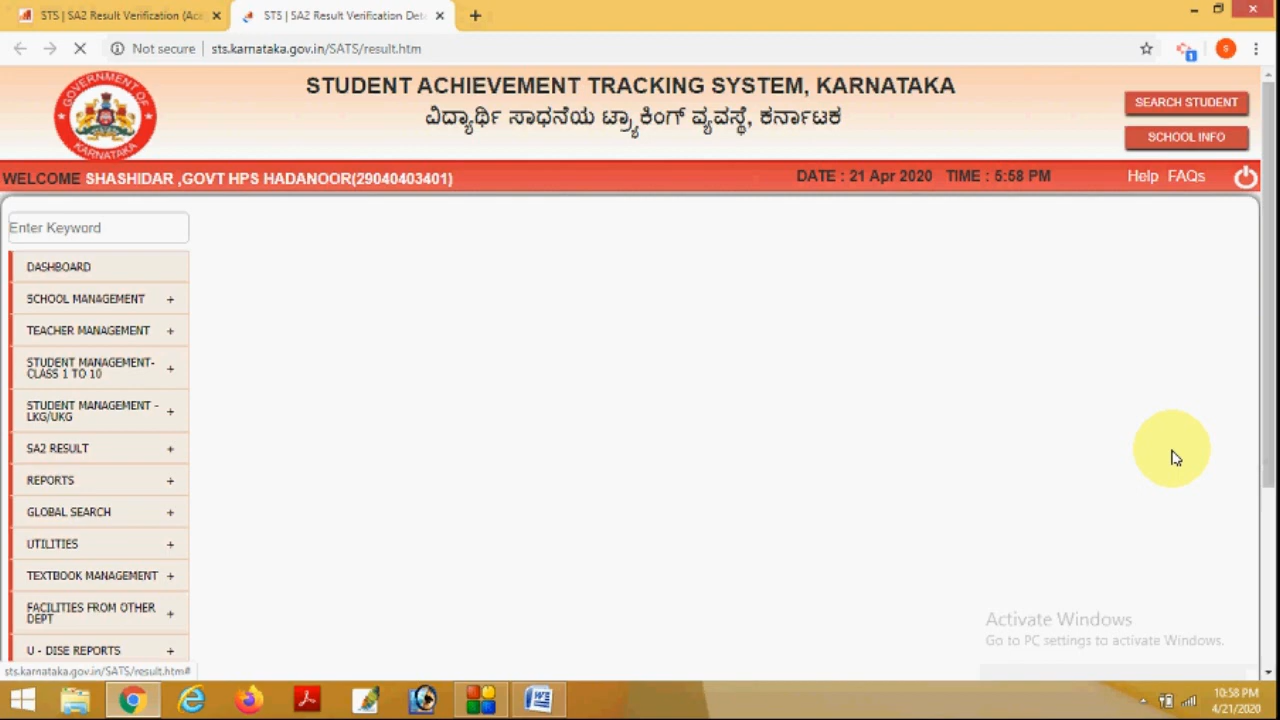 STS | SA2 Result Verification (Ace
STS | SA2 Result Verification Deta
Not secure | sts.karnataka.gov.in/SATS/result.htm
GOVERNMENT OF
KARNATAKA
STUDENT ACHIEVEMENT TRACKING SYSTEM, KARNATAKA
ವಿದ್ಯಾರ್ಥಿ ಸಾಧನೆಯ ಟ್ರ್ಯಾಕಿಂಗ್ ವ್ಯವಸ್ಥೆ, ಕರ್ನಾಟಕ
SEARCH STUDENT
SCHOOL INFO
WELCOME SHASHIDAR ,GOVT HPS HADANOOR(29040403401)
DATE : 21 Apr 2020 TIME : 5:58 PM
Help FAQs
Enter Keyword
DASHBOARD
SCHOOL MANAGEMENT +
TEACHER MANAGEMENT +
STUDENT MANAGEMENT-
CLASS 1 TO 10 +
STUDENT MANAGEMENT -
LKG/UKG +
SA2 RESULT +
REPORTS +
GLOBAL SEARCH +
UTILITIES +
TEXTBOOK MANAGEMENT +
FACILITIES FROM OTHER
DEPT +
U - DISE REPORTS +
Activate Windows
Go to PC settings to activate Windows.
sts.karnataka.gov.in/SATS/result.htm#
10:58 PM
4/21/2020